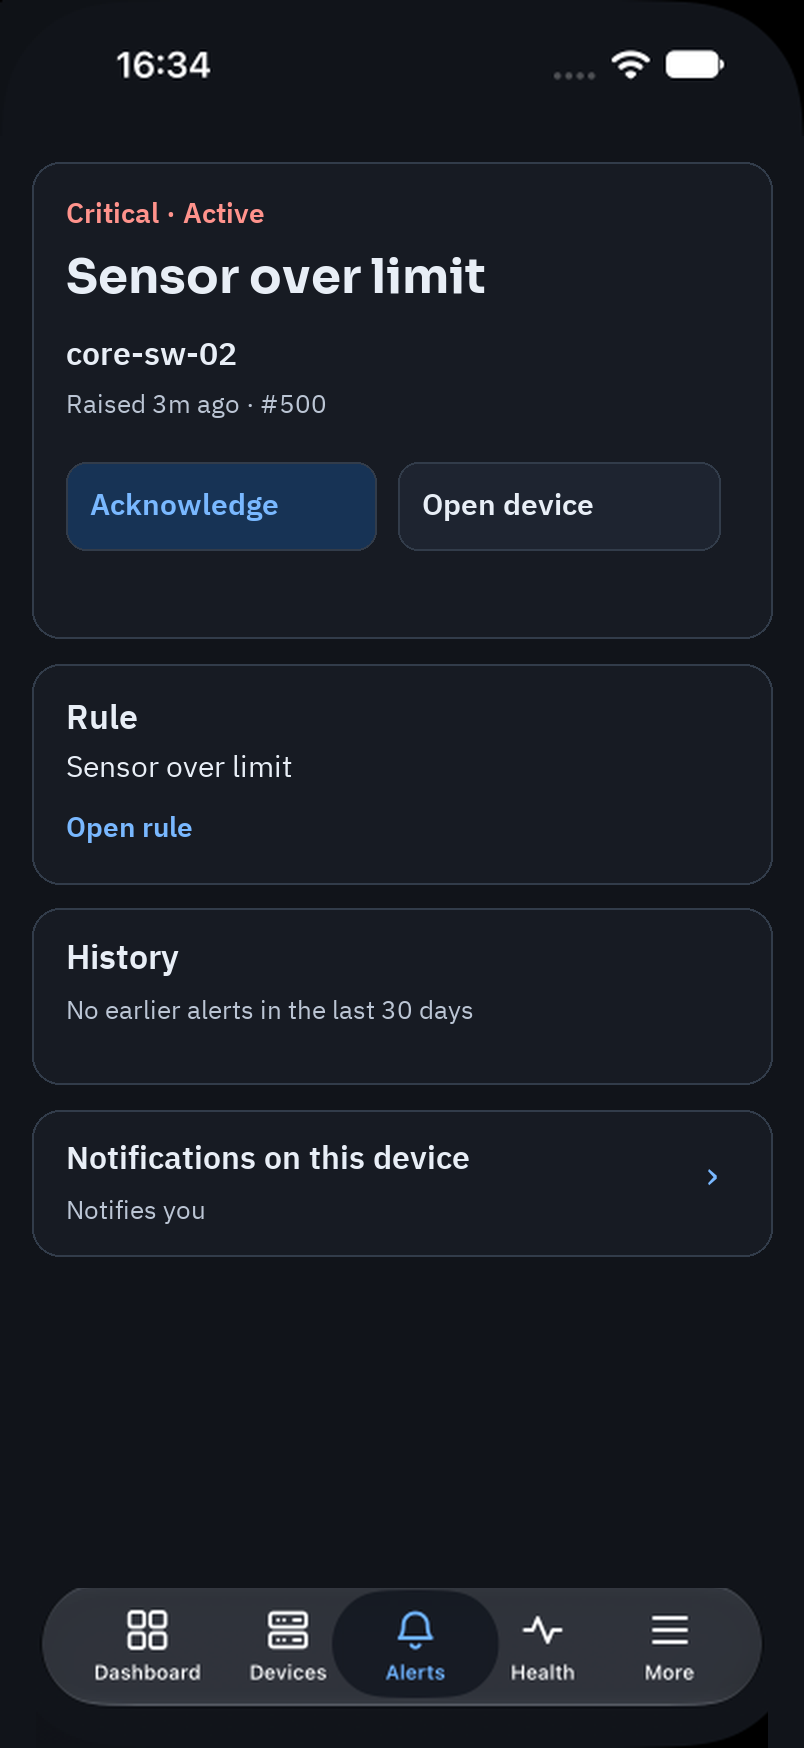 16:34
Critical · Active
Sensor over limit
core-sw-02
Raised 3m ago · #500
Acknowledge
Open device
Rule
Sensor over limit
Open rule
History
No earlier alerts in the last 30 days
Notifications on this device
Notifies you
Dashboard
Devices
Alerts
Health
More